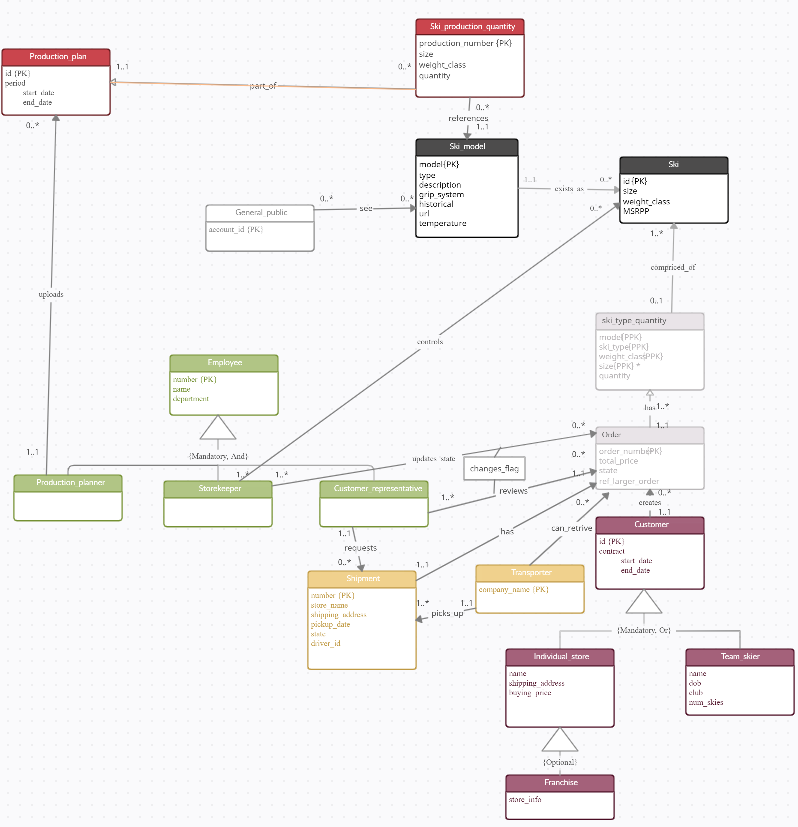 Ski_production_quantity
production_number {PK}
size
weight_class
quantity
Production_plan
id {PK}
period
start_date
end_date
1..1
0..*
part_of
0..*
0..*
references
1..1
Ski_model
model{PK}
type
description
grip_system
historical
url
temperature
Ski
id {PK}
size
weight_class
MSRPP
1..1
exists_as
0..*
General_public
account_id {PK}
0..*
see
0..*
0..*
1..*
compriced_of
0..1
uploads
controls
ski_type_quantity
model{PPK}
ski_type{PPK}
weight_class{PPK}
size{PPK} *
quantity
Employee
number {PK}
name
department
has
1..*
1..1
Order
order_number{PK}
total_price
state
ref_larger_order
{Mandatory, And}
1..1
0..*
updates_state
changes_flag
0..*
1..1
1..*
1..*
Production_planner
Storekeeper
Customer_representative
1..*
reviews
0..*
creates
1..1
0..*
can_retrive
has
1..1
requests
0..*
1..1
Customer
id {PK}
contract
start_date
end_date
Shipment
number {PK}
store_name
shipping_address
pickup_date
state
driver_id
Transporter
company_name {PK}
1..*
1..1
picks_up
{Mandatory, Or}
Individual_store
name
shipping_address
buying_price
Team_skier
name
dob
club
num_skies
{Optional}
Franchise
store_info